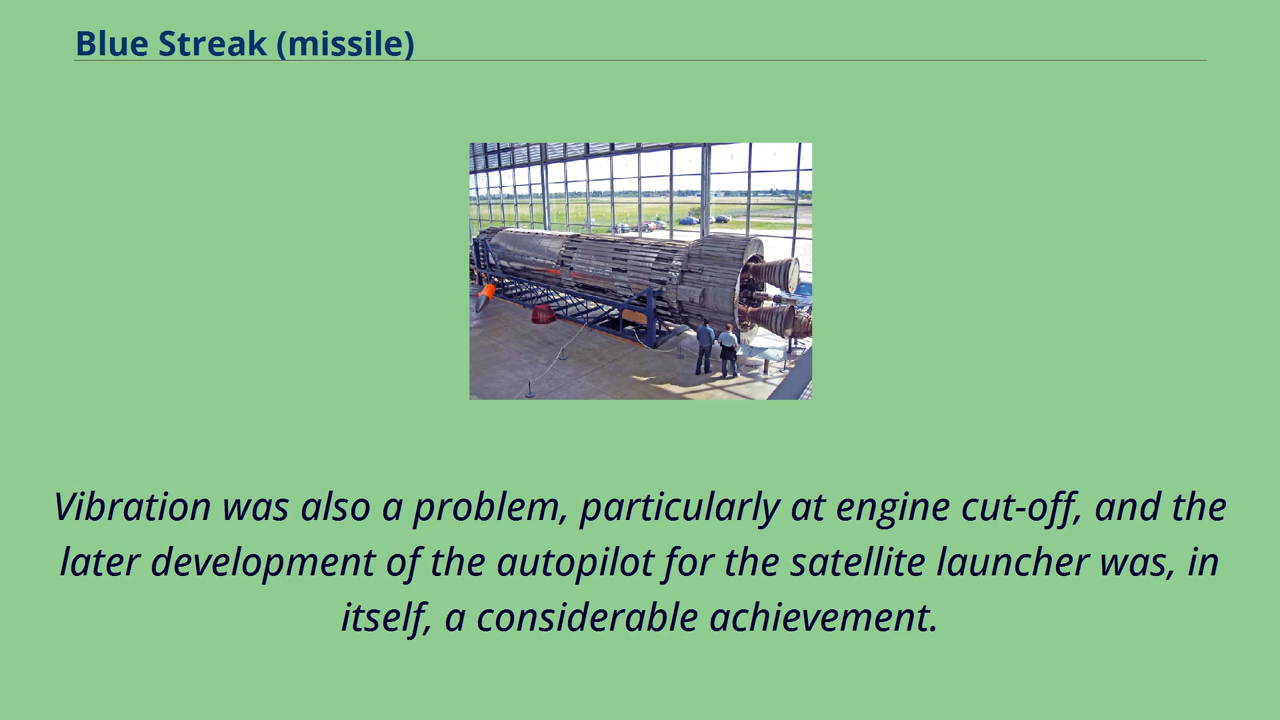 Blue Streak (missile)
Vibration was also a problem, particularly at engine cut-off, and the
later development of the autopilot for the satellite launcher was, in
itself, a considerable achievement.